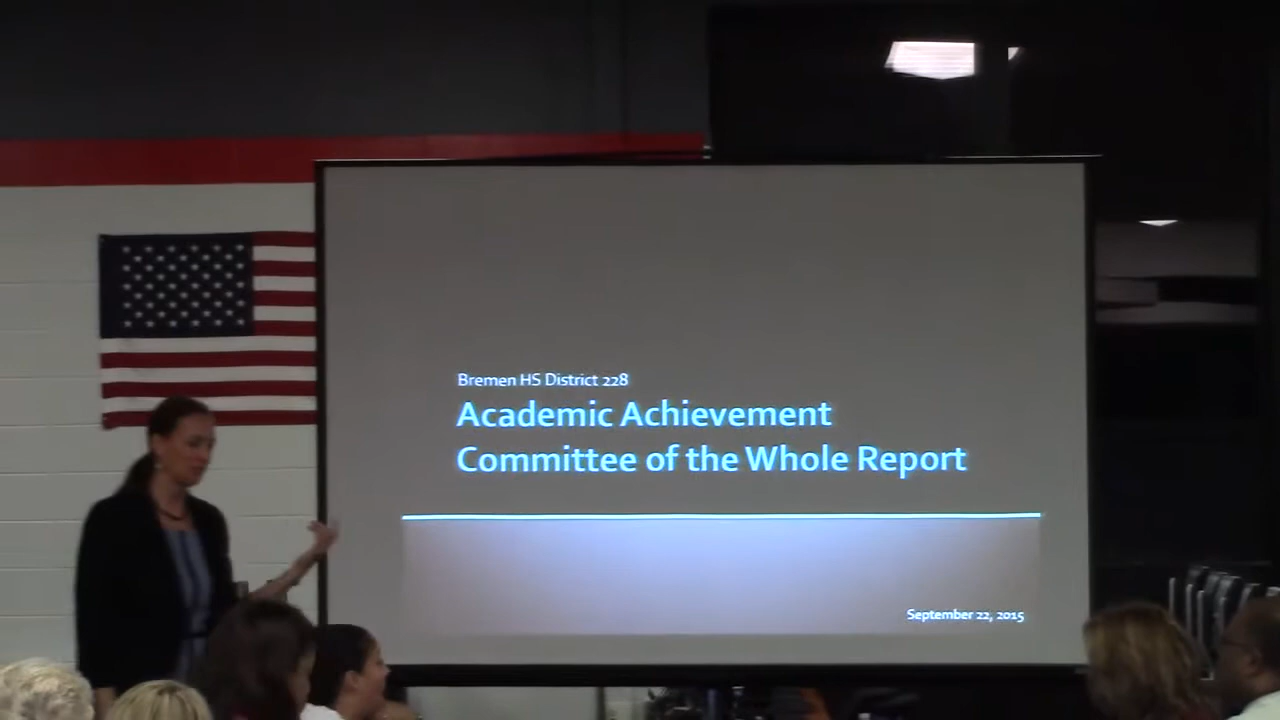 Bremen HS District 228
Academic Achievement
Committee of the Whole Report
September 22, 2015